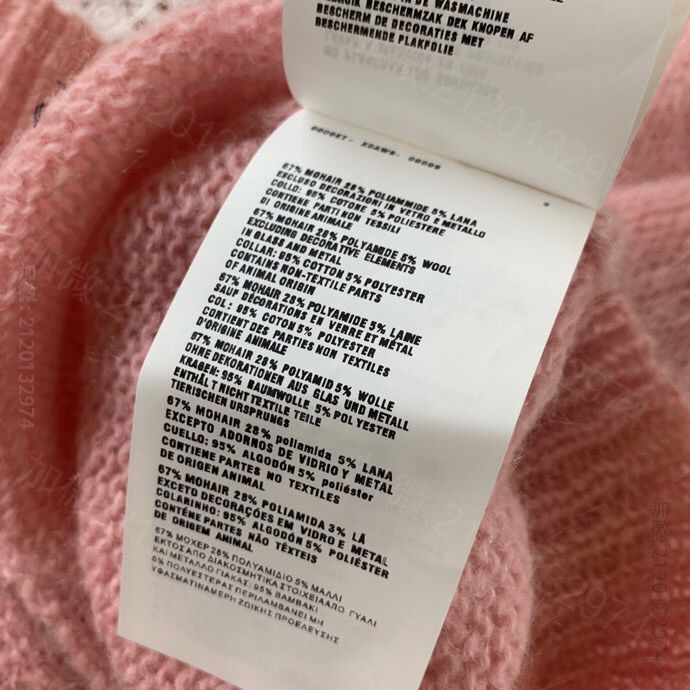 DE WASMACHINE
GEBRUIK BESCHERMZAK DEK KNOPEN AF
BESCHERM DE DECORATIES MET
BESCHERMENDE PLAKFOLIE
67% MOHAIR 28% POLIAMMIDE 5% LANA
ESCLUSO DECORAZIONI IN VETRO E METALLO
COLLO: 95% COTONE 5% POLIESTERE
CONTIENE PARTI NON TESSILI
DI ORIGINE ANIMALE
67% MOHAIR 28% POLYAMIDE 5% WOOL
EXCLUDING DECORATIVE ELEMENTS
IN GLASS AND METAL
COLLAR: 95% COTTON 5% POLYESTER
CONTAINS NON-TEXTILE PARTS
OF ANIMAL ORIGIN
67% MOHAIR 28% POLYAMIDE 5% LAINE
SAUF DECORATIONS EN VERRE ET METAL
COL: 95% COTON 5% POLYESTER
CONTIENT DES PARTIES NON TEXTILES
D'ORIGINE ANIMALE
67% MOHAIR 28% POLYAMID 5% WOLLE
OHNE DEKORATIONEN AUS GLAS UND METALL
KRAGEN: 95% BAUMWOLLE 5% POLYESTER
ENTHÄLT NICHT TEXTILE TEILE
TIERISCHEN URSPRUNGS
67% MOHAIR 28% poliamida 5% LANA
EXCEPTO ADORNOS DE VIDRIO Y METAL
CUELLO: 95% ALGODÓN 5% poliéster
CONTIENE PARTES NO TEXTILES
DE ORIGEN ANIMAL
67% MOHAIR 28% POLIAMIDA 3% LÃ
EXCETO DECORAÇÕES EM VIDRO E METAL
COLARINHO: 95% ALGODÃO 5% POLIÉSTER
CONTÉM PARTES NÃO TÊXTEIS
DE ORIGEM ANIMAL
67% ΜΟΧΕΡ 28% ΠΟΛΥΑΜΙΔΙΟ 5% ΜΑΛΛΙ
ΕΚΤΟΣ ΑΠΟ ΔΙΑΚΟΣΜΗΤΙΚΑ ΣΤΟΙΧΕΙΑ ΑΠΟ ΓΥΑΛΙ
ΚΑΙ ΜΕΤΑΛΛΟ ΓΙΑΚΑΣ: 95% ΒΑΜΒΑΚΙ
5% ΠΟΛΥΕΣΤΕΡΑΣ ΠΕΡΙΛΑΜΒΑΝΕΙ ΜΗ
ΥΦΑΣΜΑΤΙΝΑ ΜΕΡΗ ΖΩΙΚΗΣ ΠΡΟΕΛΕΥΣΗΣ
2120132974